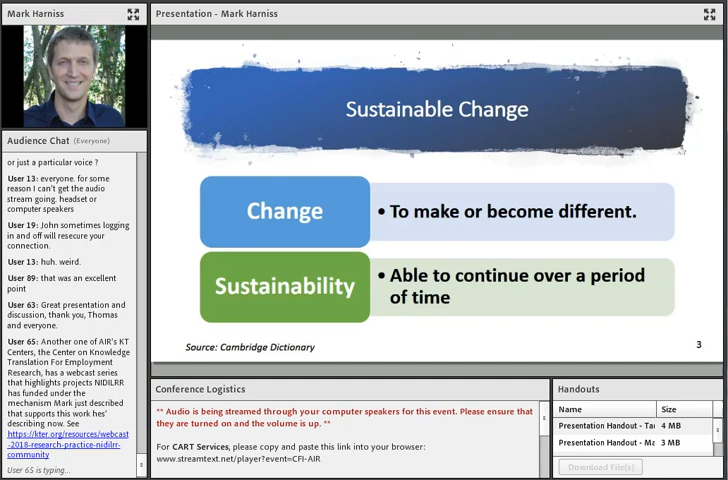 Mark Harniss
Presentation - Mark Harniss
Audience Chat (Everyone)
or just a particular voice ?
User 13: everyone. for some
reason I can't get the audio
stream going. headset or
computer speakers
User 19: John sometimes logging
in and off will resecure your
connection.
User 13: huh. weird.
User 89: that was an excellent
point
User 63: Great presentation and
discussion, thank you, Thomas
and everyone.
User 65: Another one of AIR's KT
Centers, the Center on Knowledge
Translation For Employment
Research, has a webcast series
that highlights projects NIDILRR
has funded under the
mechanism Mark just described
that supports this work hes'
describing now. See
https://kter.org/resources/webcast
-2018-research-practice-nidilrr-
community
User 65 is typing...
Sustainable Change
Change
• To make or become different.
Sustainability
• Able to continue over a period
of time
Source: Cambridge Dictionary
3
Conference Logistics
** Audio is being streamed through your computer speakers for this event. Please ensure that
they are turned on and the volume is up. **
For CART Services, please copy and paste this link into your browser:
www.streamtext.net/player?event=CFI-AIR
Handouts
Name Size
Presentation Handout - Tai 4 MB
Presentation Handout - Ma 3 MB
Download File(s)